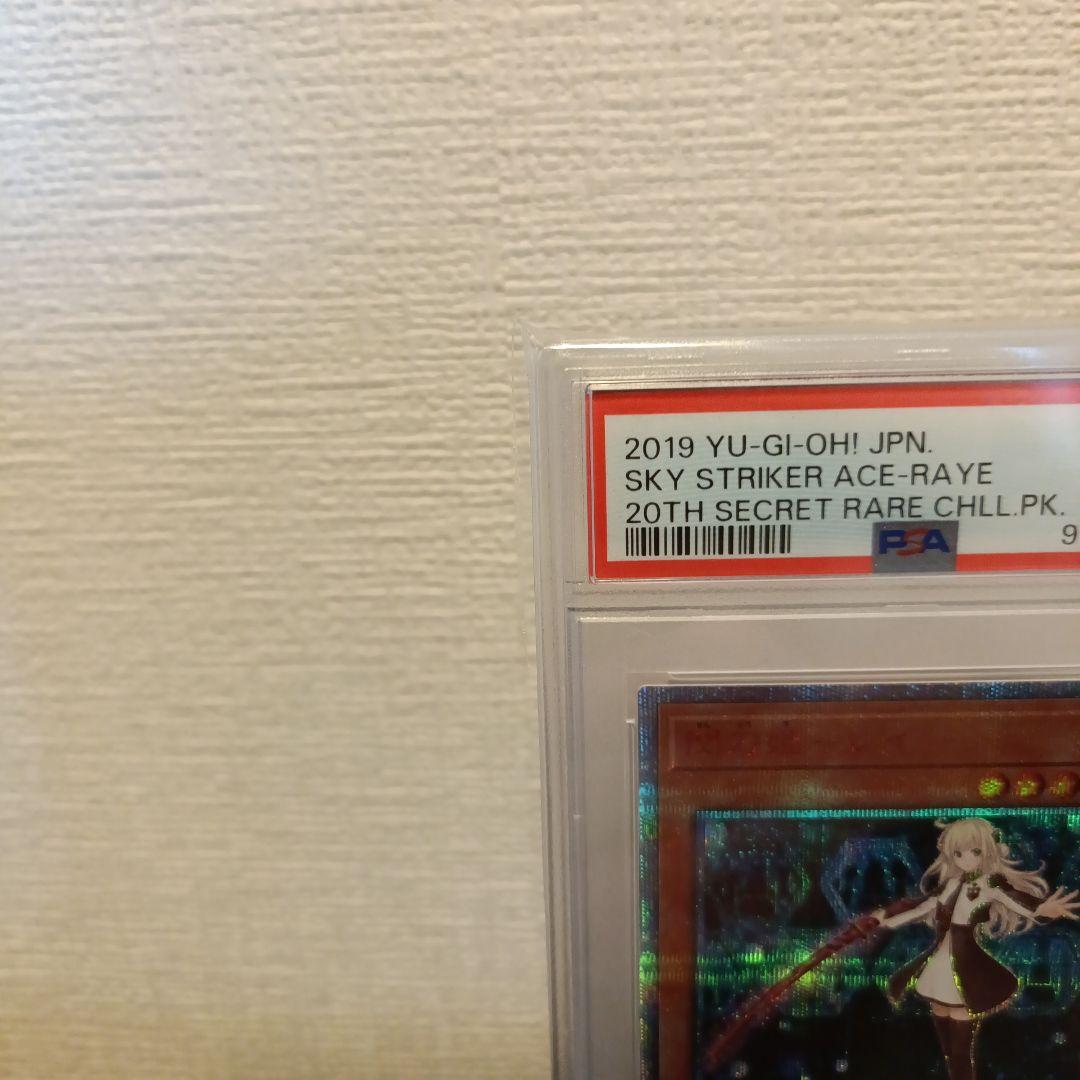 2019 YU-GI-OH! JPN.
SKY STRIKER ACE-RAYE
20TH SECRET RARE CHLL.PK.
PSA
9